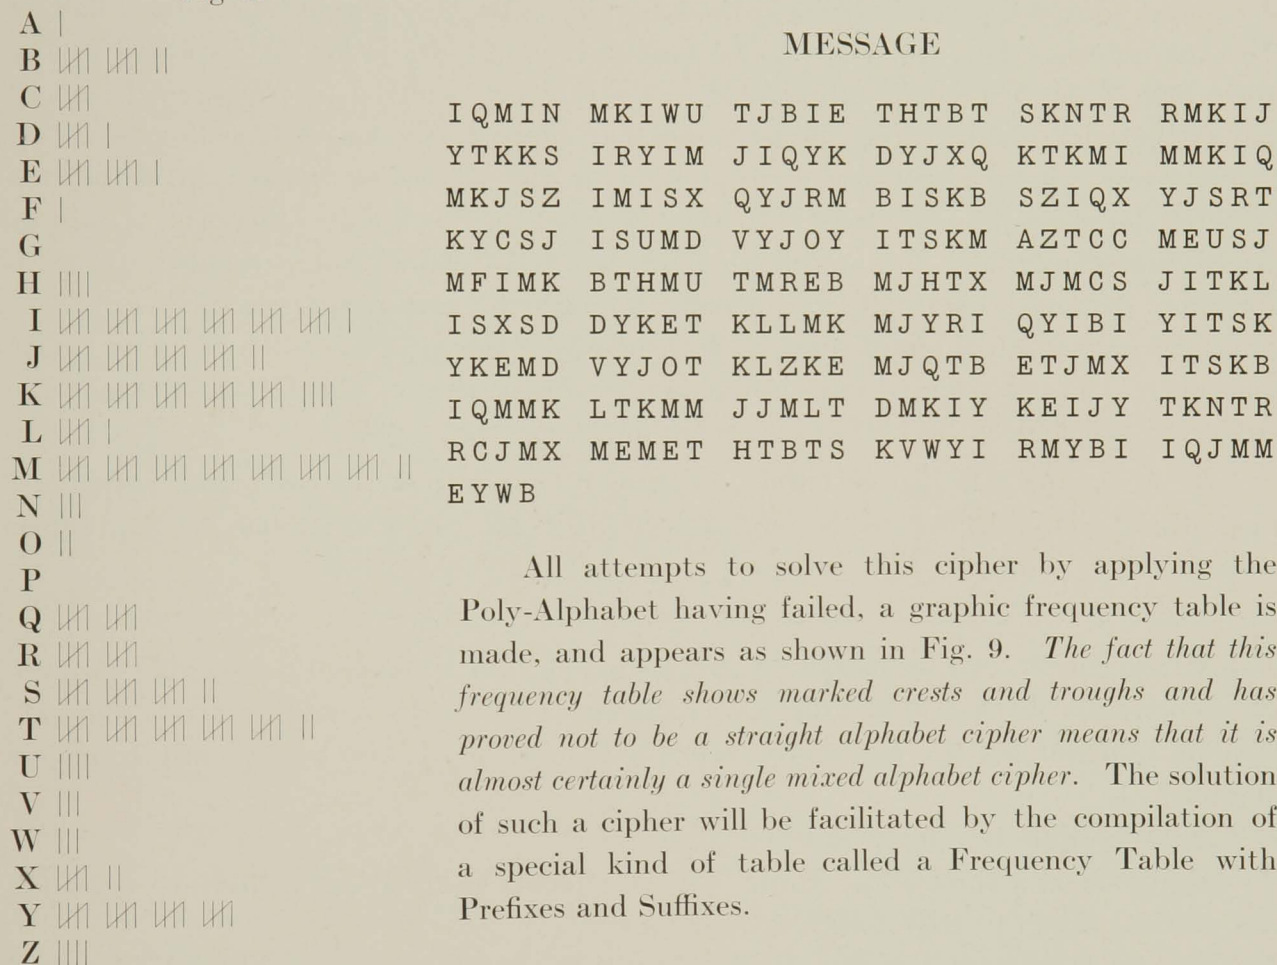 A |
B 𝍸 𝍸 ||
C 𝍸
D 𝍸 |
E 𝍸 𝍸 |
F |
G
H ||||
I 𝍸 𝍸 𝍸 𝍸 𝍸 𝍸 |
J 𝍸 𝍸 𝍸 𝍸 ||
K 𝍸 𝍸 𝍸 𝍸 𝍸 ||||
L 𝍸 |
M 𝍸 𝍸 𝍸 𝍸 𝍸 𝍸 𝍸 ||
N |||
O ||
P
Q 𝍸 𝍸
R 𝍸 𝍸
S 𝍸 𝍸 𝍸 ||
T 𝍸 𝍸 𝍸 𝍸 𝍸 ||
U ||||
V |||
W |||
X 𝍸 ||
Y 𝍸 𝍸 𝍸 𝍸
Z ||||
MESSAGE
IQMIN MKIWU TJBIE THTBT SKNTR RMKIJ
YTKKS IRYIM JIQYK DYJXQ KTKMI MMKIQ
MKJSZ IMISX QYJRM BISKB SZIQX YJSRT
KYCSJ ISUMD VYJOY ITSKM AZTCC MEUSJ
MFIMK BTHMU TMREB MJHTX MJMCS JITKL
ISXSD DYKET KLLMK MJYRI QYIBI YITSK
YKEMD VYJOT KLZKE MJQTB ETJMX ITSKB
IQMMK LTKMM JJMLT DMKIY KEIJY TKNTR
RCJMX MEMET HTBTS KVWYI RMYBI IQJMM
EYWB
All attempts to solve this cipher by applying the
Poly-Alphabet having failed, a graphic frequency table is
made, and appears as shown in Fig. 9. The fact that this
frequency table shows marked crests and troughs and has
proved not to be a straight alphabet cipher means that it is
almost certainly a single mixed alphabet cipher. The solution
of such a cipher will be facilitated by the compilation of
a special kind of table called a Frequency Table with
Prefixes and Suffixes.